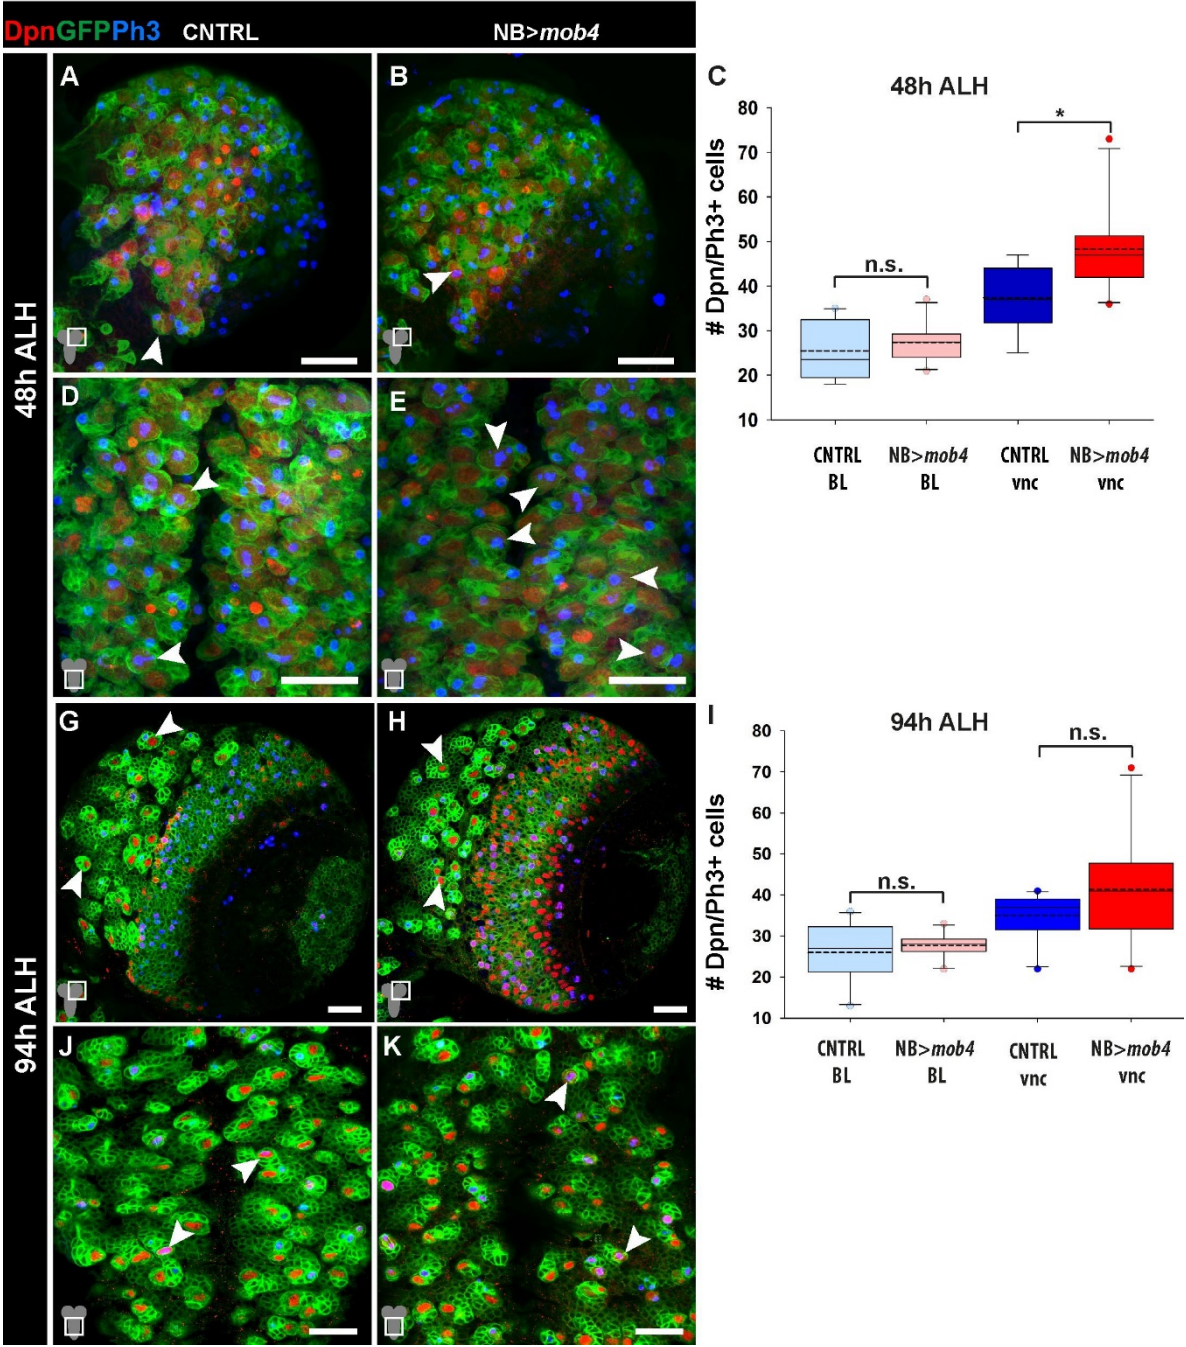 DpnGFPPh3 CNTRL NB>mob4
48h ALH
A
B
D
E
C
48h ALH
# Dpn/Ph3+ cells
80
70
60
50
40
30
20
10
n.s.
*
CNTRL NB>mob4 CNTRL NB>mob4
BL BL vnc vnc
94h ALH
G
H
J
K
I
94h ALH
# Dpn/Ph3+ cells
80
70
60
50
40
30
20
10
n.s.
n.s.
CNTRL NB>mob4 CNTRL NB>mob4
BL BL vnc vnc